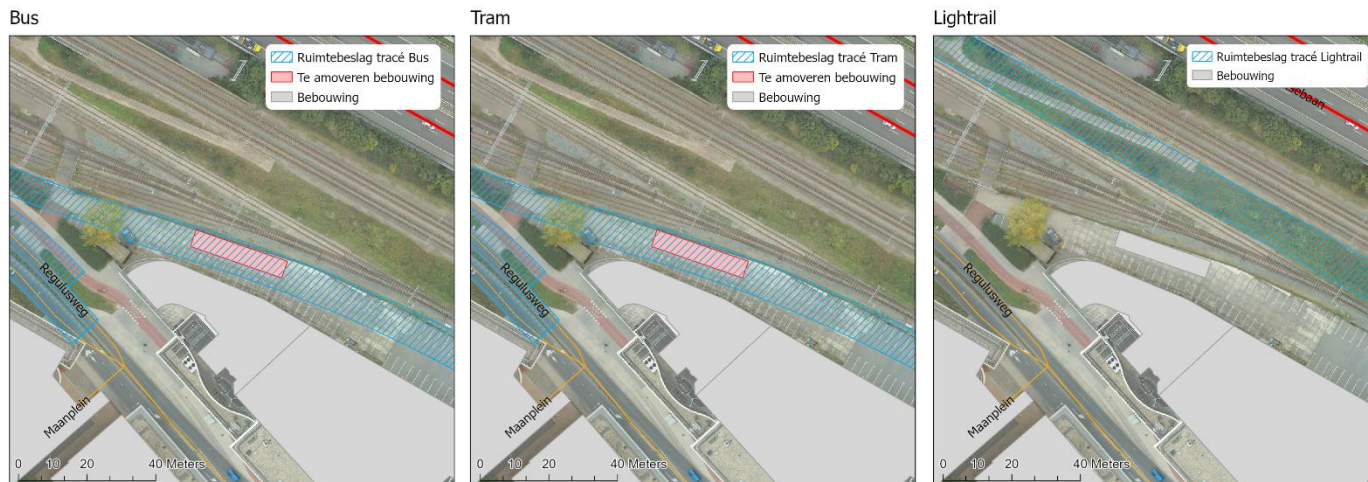 Bus
Ruimtebeslag tracé Bus
Te amoveren bebouwing
Bebouwing
Regulusweg
Maanplein
0 10 20 40 Meters
Tram
Ruimtebeslag tracé Tram
Te amoveren bebouwing
Bebouwing
Regulusweg
Maanplein
0 10 20 40 Meters
Lightrail
Ruimtebeslag tracé Lightrail
Bebouwing
sebaan
Regulusweg
Maanplein
0 10 20 40 Meters